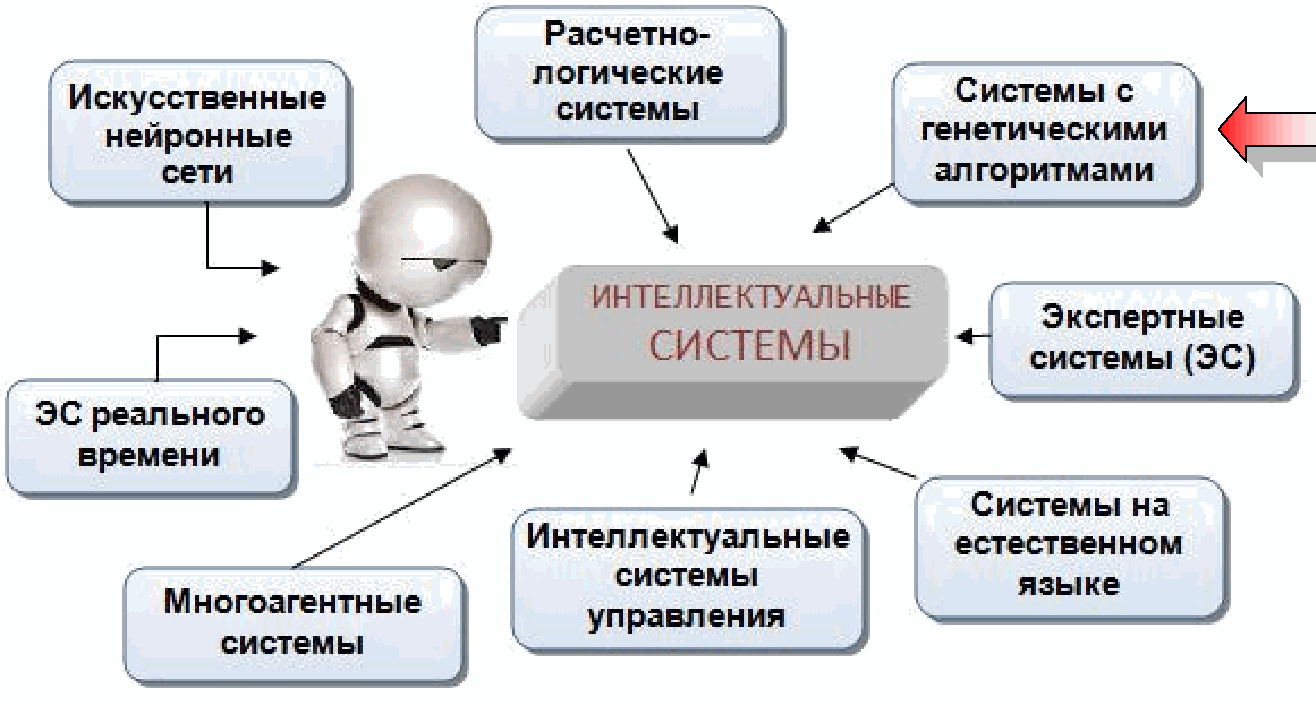 Расчетно-
логические
системы
Искусственные
нейронные
сети
Системы с
генетическими
алгоритмами
ИНТЕЛЛЕКТУАЛЬНЫЕ
СИСТЕМЫ
Экспертные
системы (ЭС)
ЭС реального
времени
Системы на
естественном
языке
Интеллектуальные
системы
управления
Многоагентные
системы